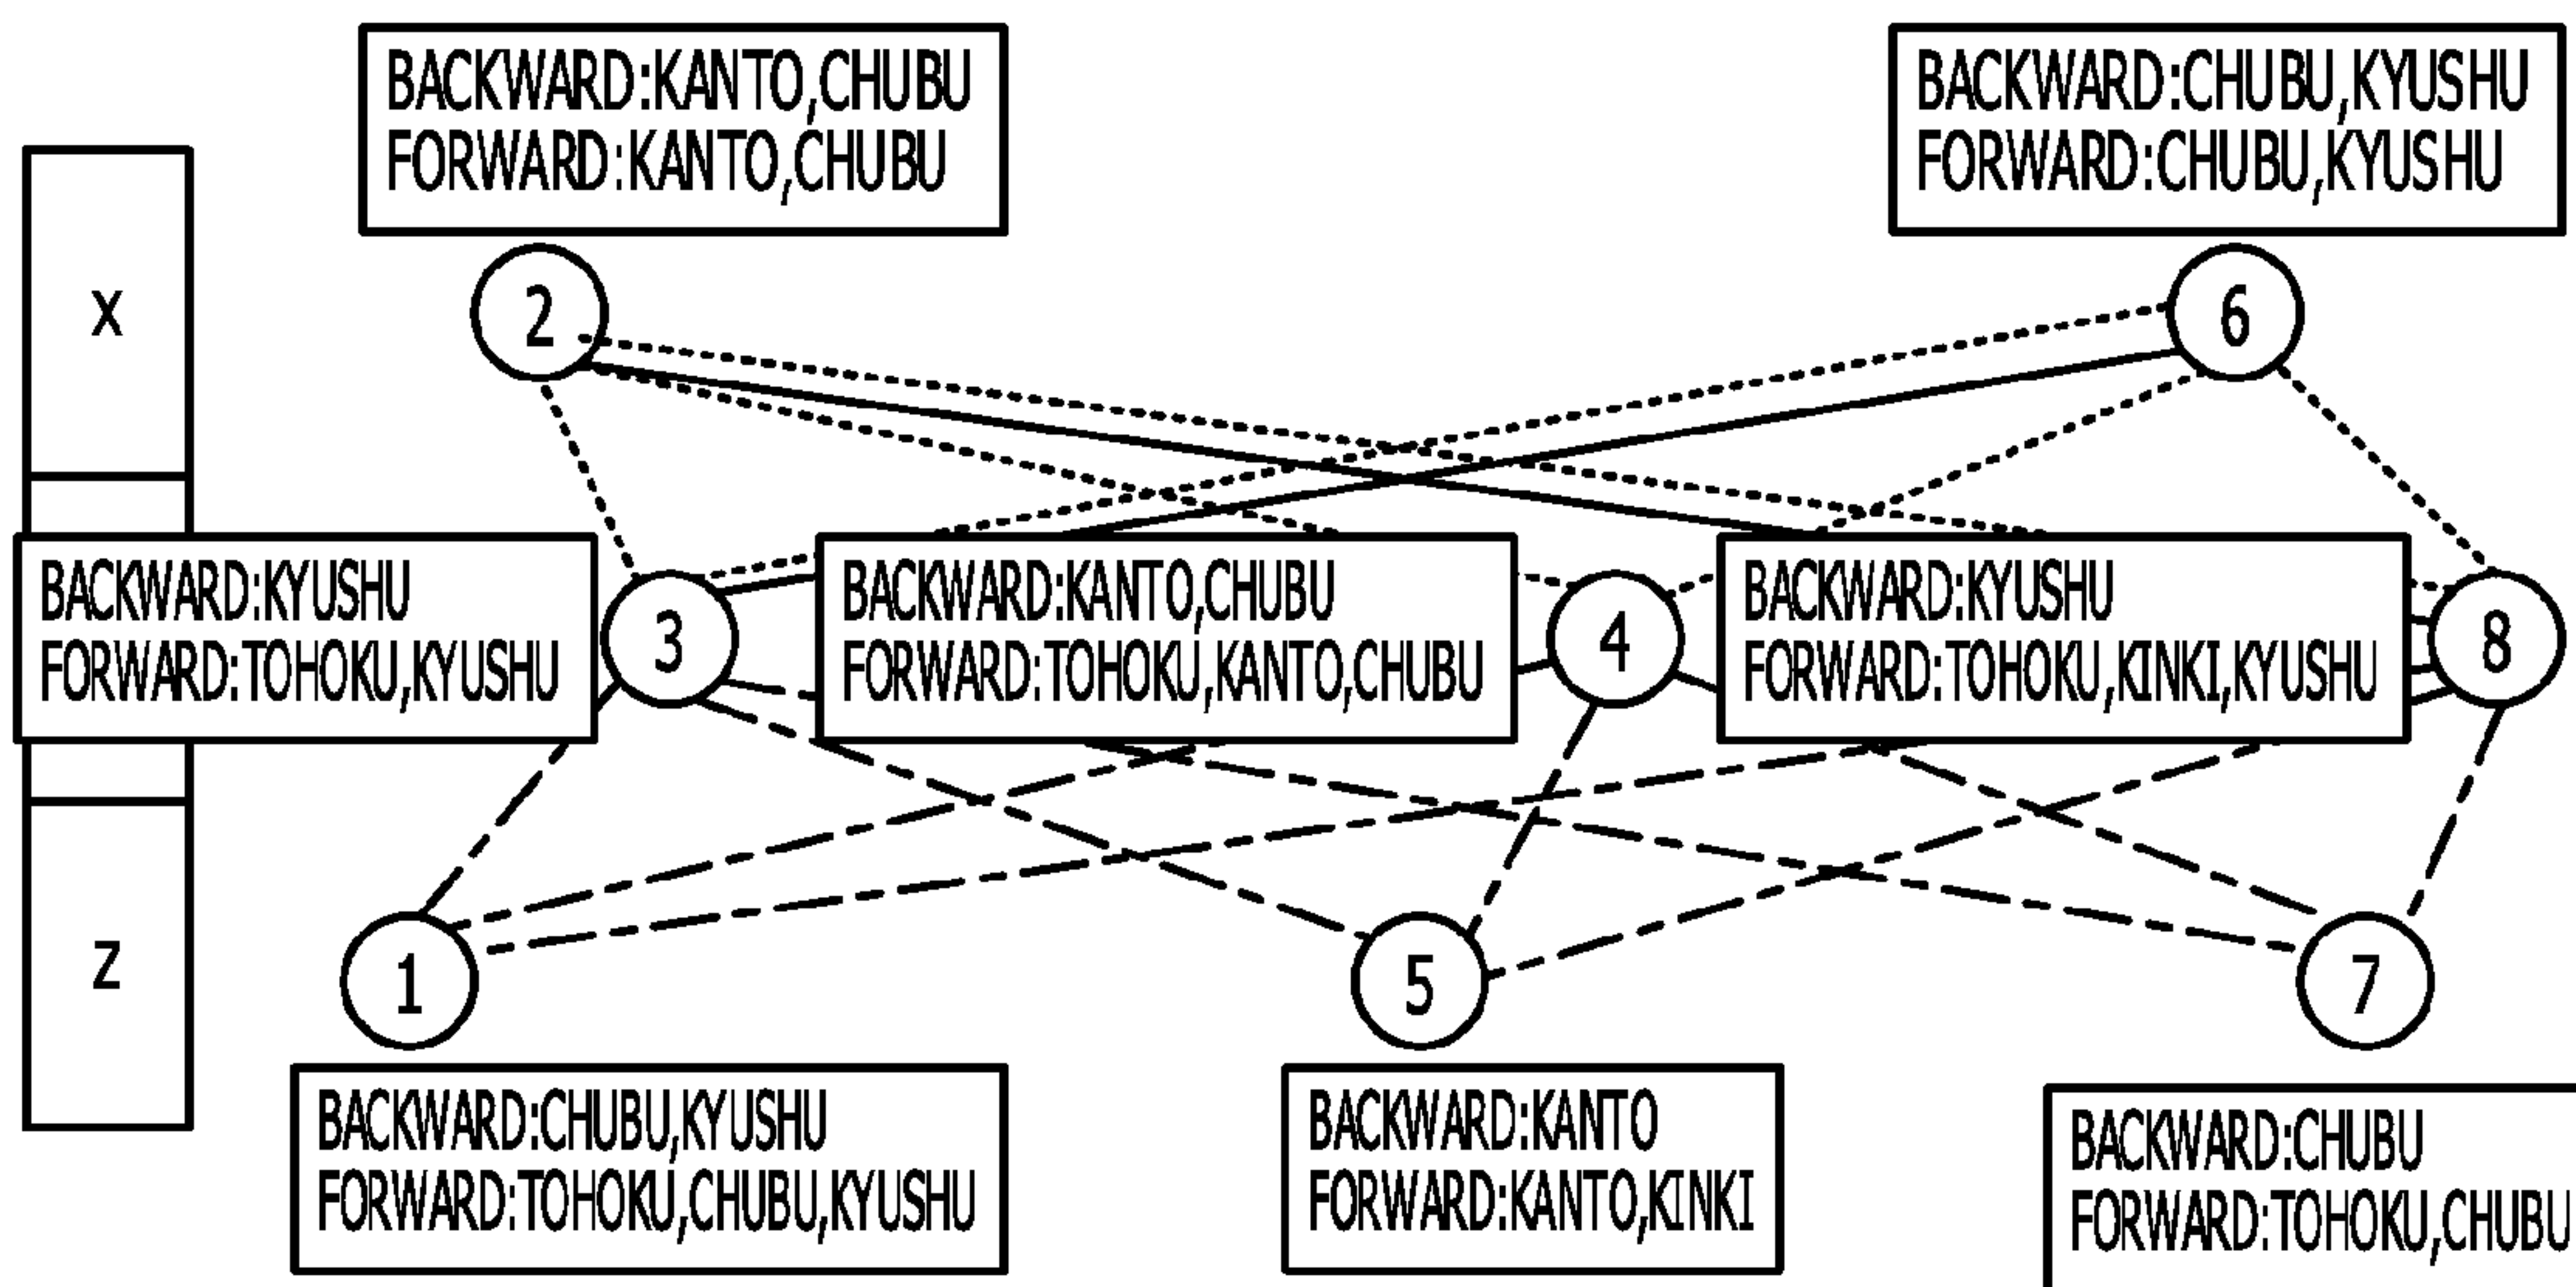 BACKWARD:KANTO,CHUBU
FORWARD:KANTO,CHUBU
BACKWARD:CHUBU,KYUSHU
FORWARD:CHUBU,KYUSHU
X
2
6
BACKWARD:KYUSHU
FORWARD:TOHOKU,KYUSHU
3
BACKWARD:KANTO,CHUBU
FORWARD:TOHOKU,KANTO,CHUBU
4
BACKWARD:KYUSHU
FORWARD:TOHOKU,KINKI,KYUSHU
8
Z
1
5
7
BACKWARD:CHUBU,KYUSHU
FORWARD:TOHOKU,CHUBU,KYUSHU
BACKWARD:KANTO
FORWARD:KANTO,KINKI
BACKWARD:CHUBU
FORWARD:TOHOKU,CHUBU